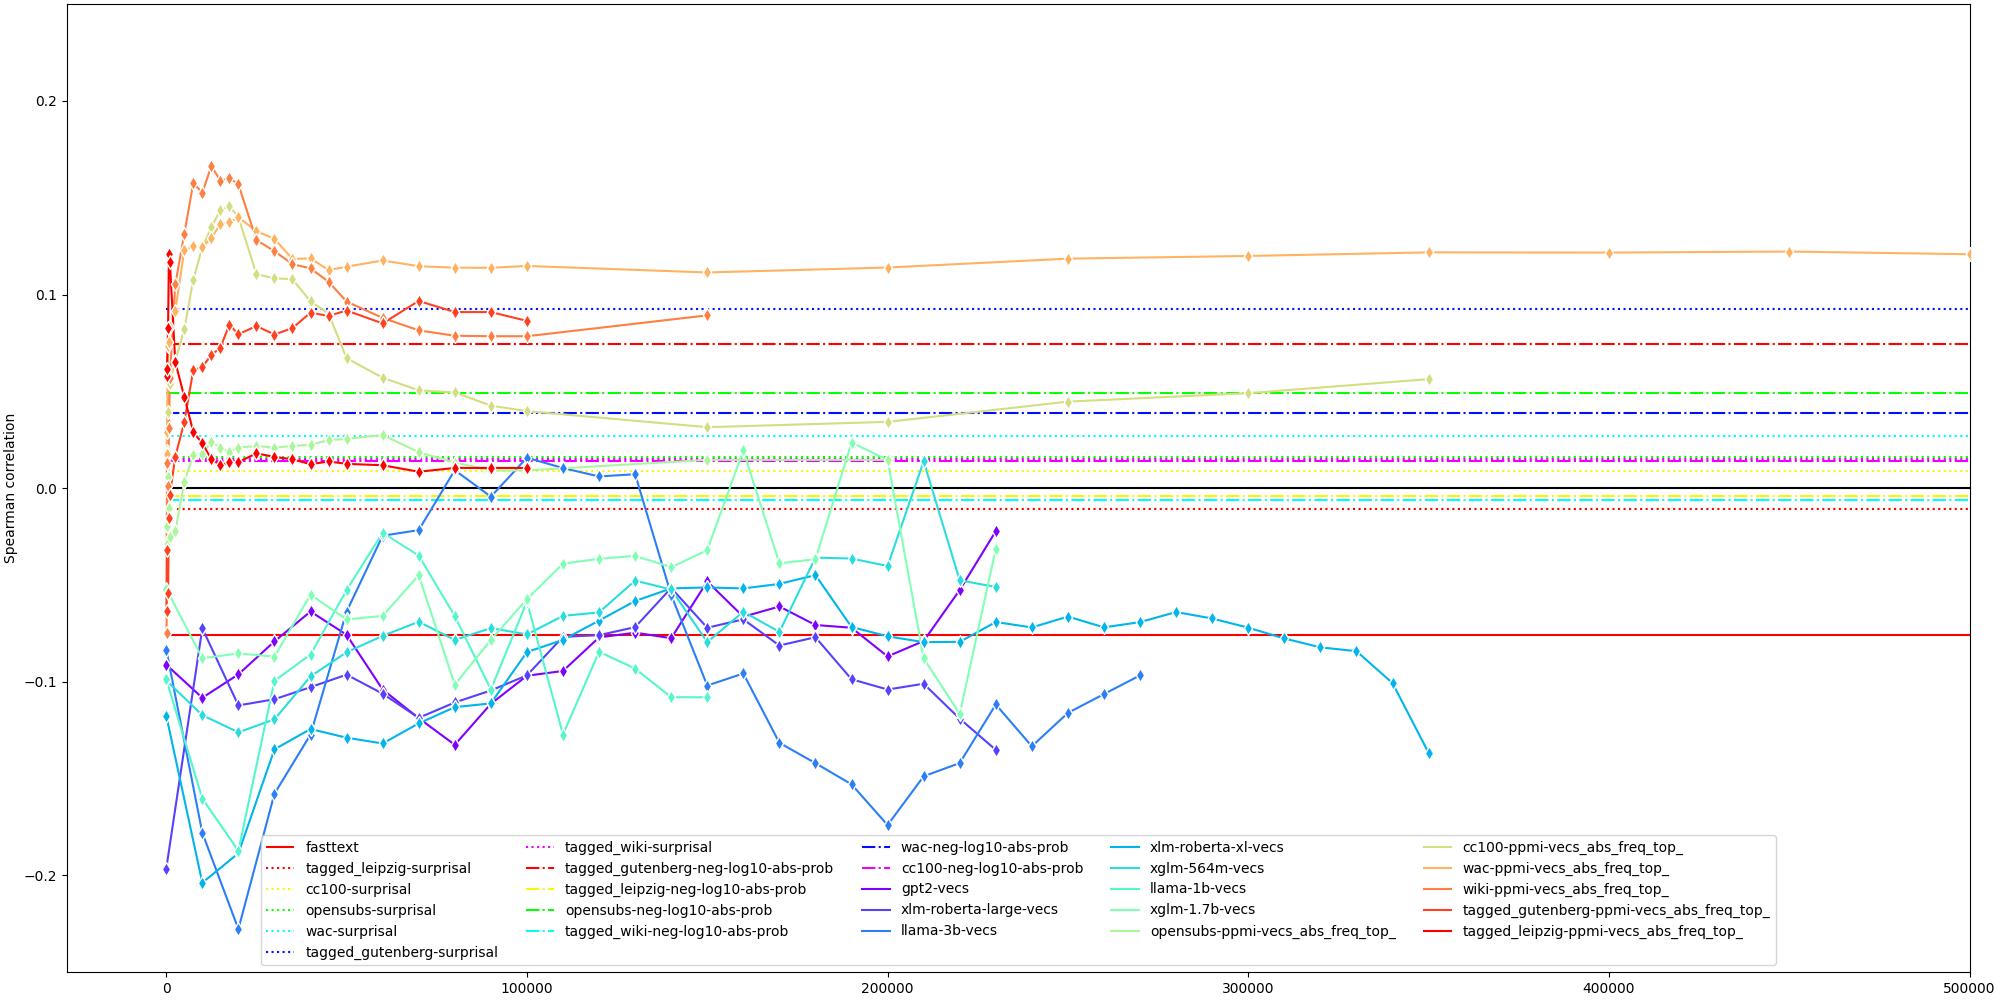 0.2
0.1
0.0
−0.1
−0.2
Spearman correlation
0
100000
200000
300000
400000
500000
fasttext
tagged_leipzig-surprisal
cc100-surprisal
opensubs-surprisal
wac-surprisal
tagged_gutenberg-surprisal
tagged_wiki-surprisal
tagged_gutenberg-neg-log10-abs-prob
tagged_leipzig-neg-log10-abs-prob
opensubs-neg-log10-abs-prob
tagged_wiki-neg-log10-abs-prob
wac-neg-log10-abs-prob
cc100-neg-log10-abs-prob
gpt2-vecs
xlm-roberta-large-vecs
llama-3b-vecs
xlm-roberta-xl-vecs
xglm-564m-vecs
llama-1b-vecs
xglm-1.7b-vecs
opensubs-ppmi-vecs_abs_freq_top_
cc100-ppmi-vecs_abs_freq_top_
wac-ppmi-vecs_abs_freq_top_
wiki-ppmi-vecs_abs_freq_top_
tagged_gutenberg-ppmi-vecs_abs_freq_top_
tagged_leipzig-ppmi-vecs_abs_freq_top_